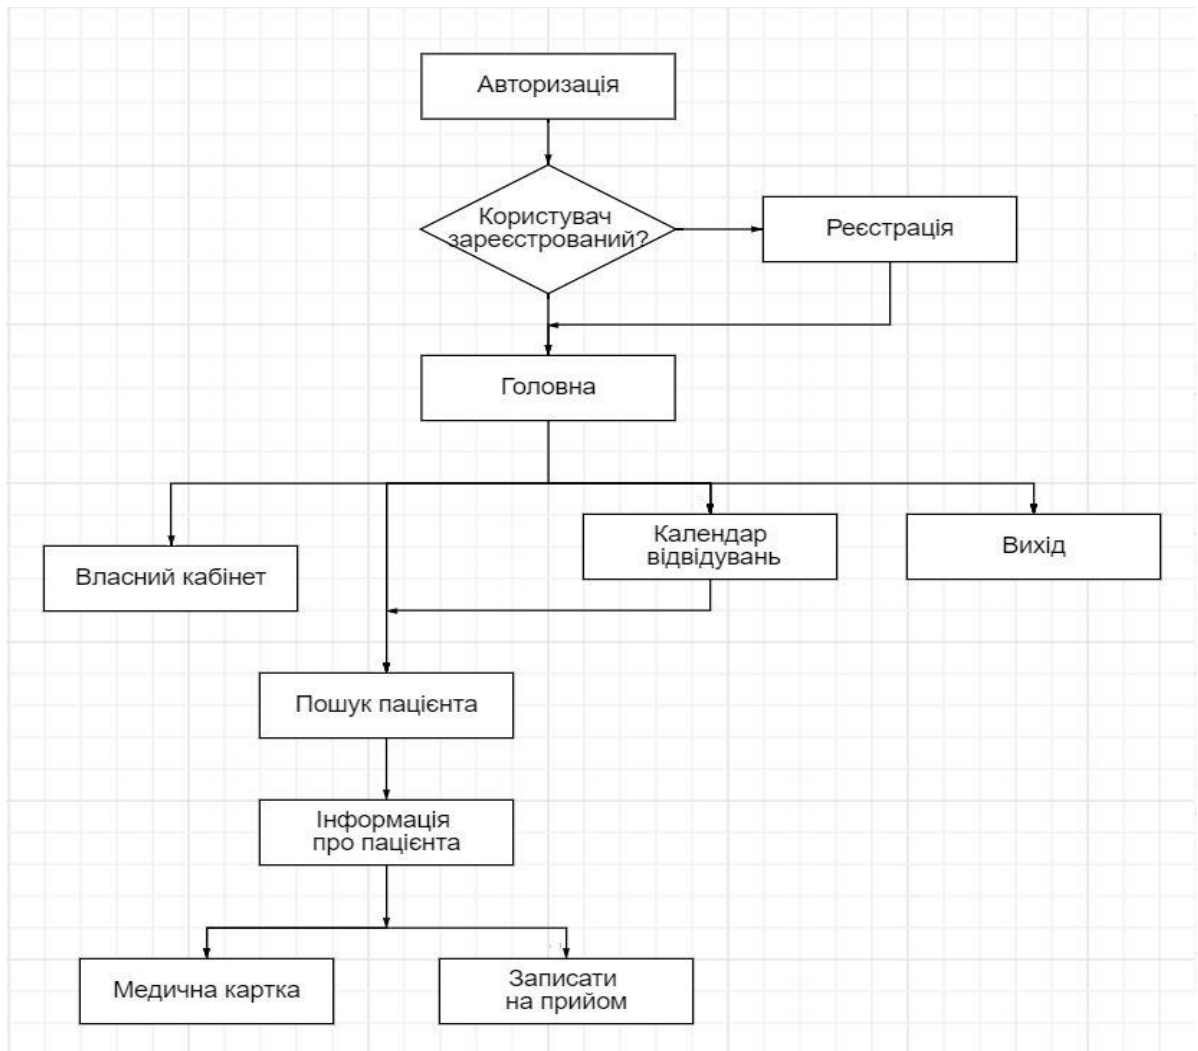 Авторизація
Користувач
зареєстрований?
Реєстрація
Головна
Власний кабінет
Календар
відвідувань
Вихід
Пошук пацієнта
Інформація
про пацієнта
Медична картка
Записати
на прийом